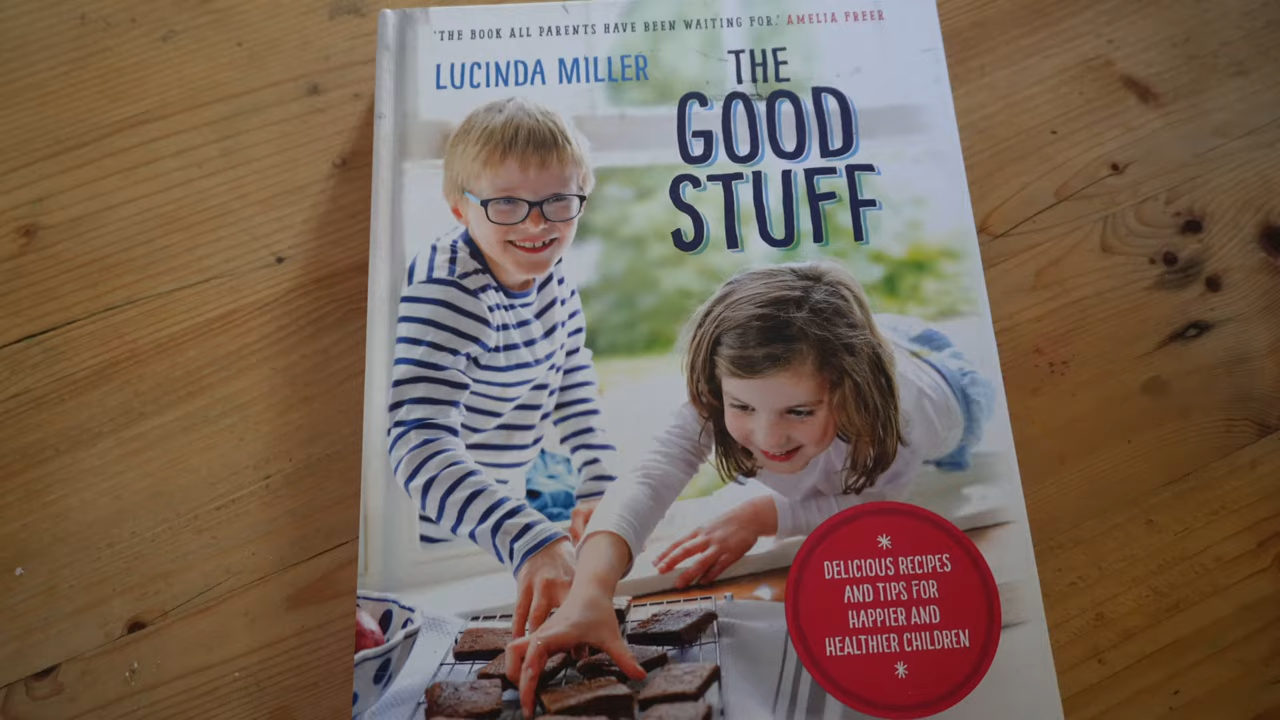 'THE BOOK ALL PARENTS HAVE BEEN WAITING FOR.' AMELIA FREER
LUCINDA MILLER
THE
GOOD
STUFF
DELICIOUS RECIPES
AND TIPS FOR
HAPPIER AND
HEALTHIER CHILDREN